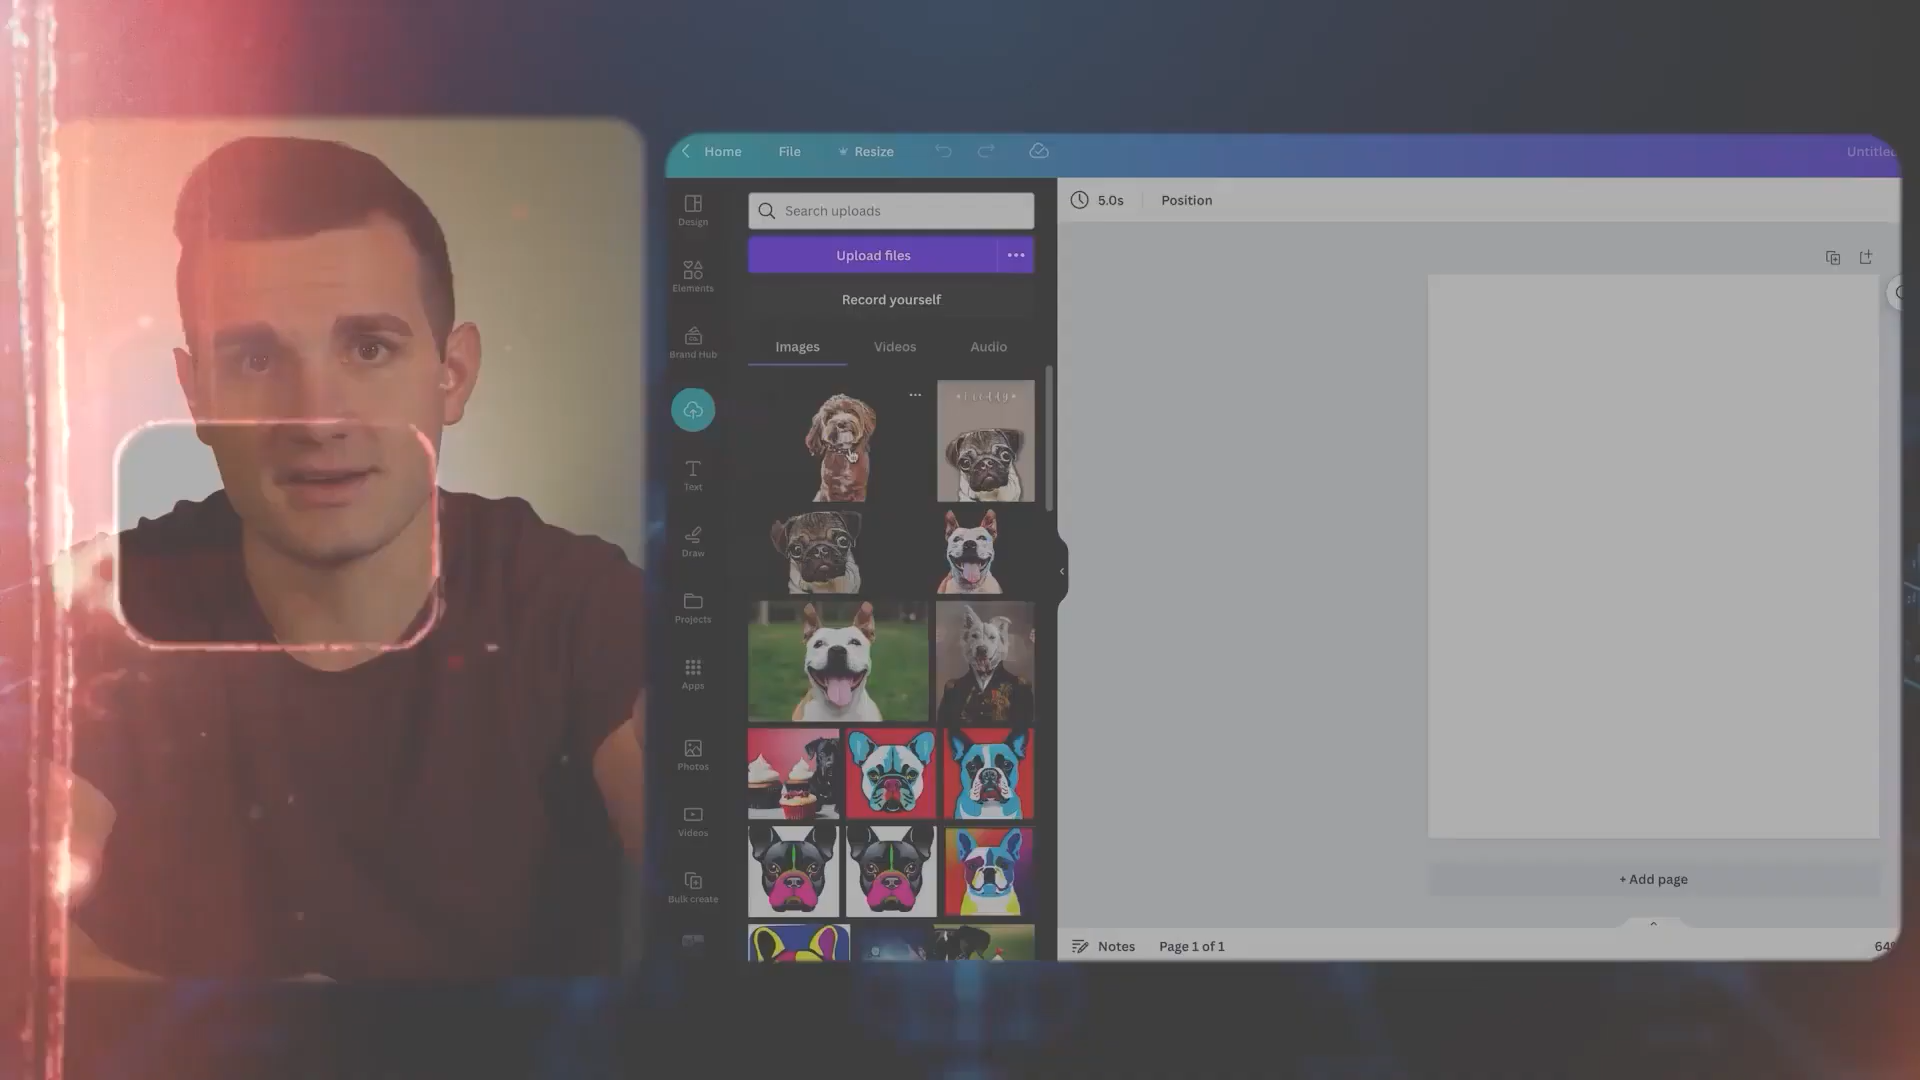 Home File Resize Untitled
Design
Search uploads
5.0s Position
Upload files
Elements
Record yourself
Brand Hub
Images Videos Audio
Text
Draw
Projects
Apps
Photos
Videos
Bulk create
+ Add page
Notes Page 1 of 1